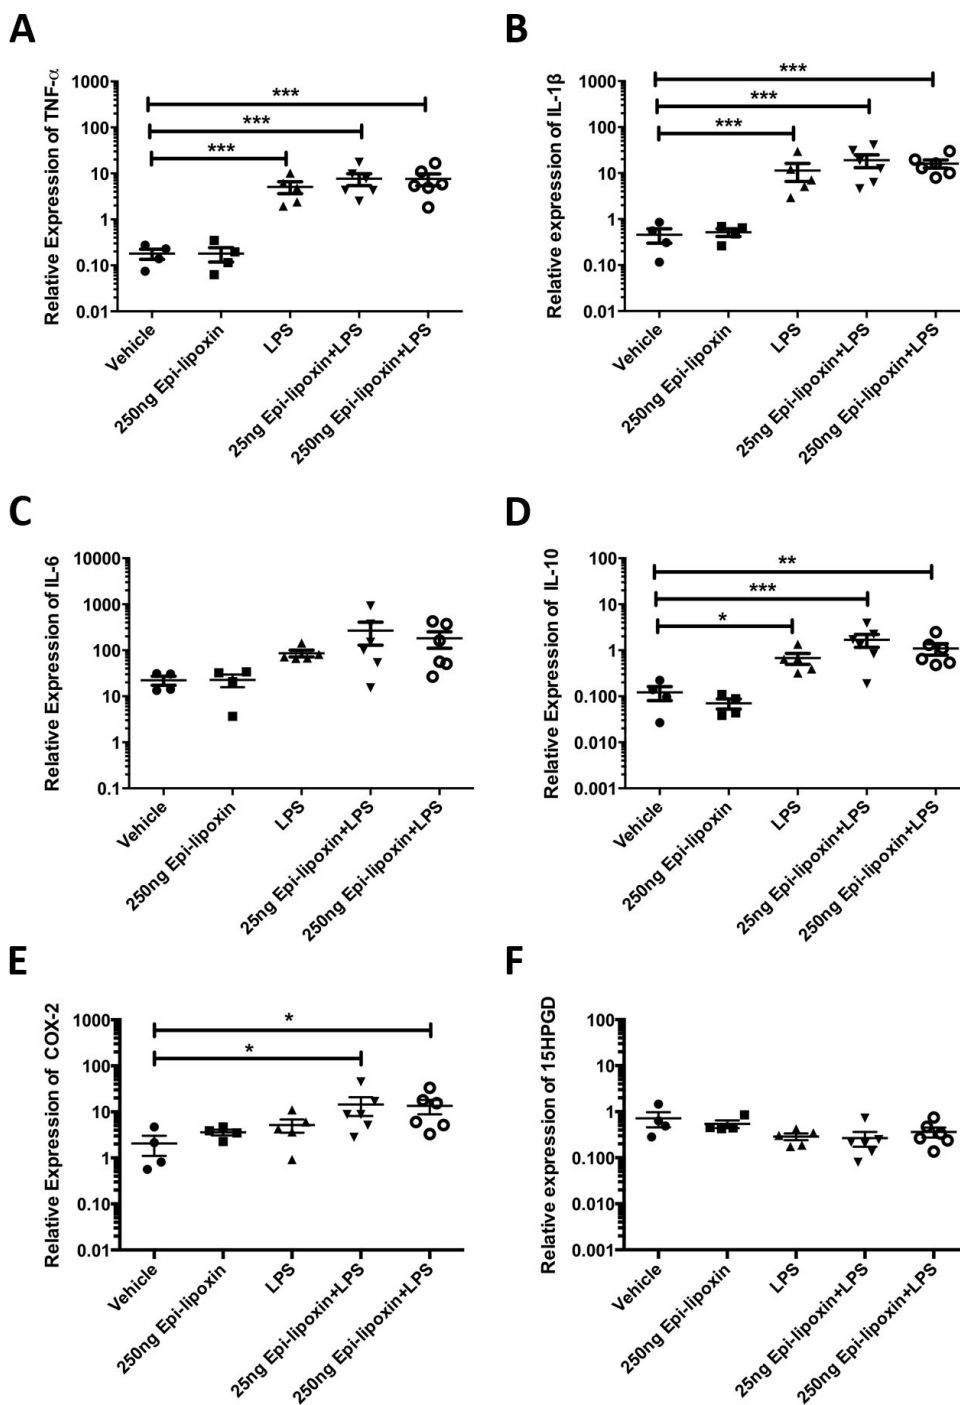 A
Relative Expression of TNF-α
1000
100
10
1
0.10
0.01
***
***
***
Vehicle
250ng Epi-lipoxin
LPS
25ng Epi-lipoxin+LPS
250ng Epi-lipoxin+LPS
B
Relative expression of IL-1β
1000
100
10
1
0.10
0.01
***
***
***
Vehicle
250ng Epi-lipoxin
LPS
25ng Epi-lipoxin+LPS
250ng Epi-lipoxin+LPS
C
Relative Expression of IL-6
10000
1000
100
10
1
0.1
Vehicle
250ng Epi-lipoxin
LPS
25ng Epi-lipoxin+LPS
250ng Epi-lipoxin+LPS
D
Relative Expression of IL-10
100
10
1
0.100
0.010
0.001
**
***
*
Vehicle
250ng Epi-lipoxin
LPS
25ng Epi-lipoxin+LPS
250ng Epi-lipoxin+LPS
E
Relative Expression of COX-2
1000
100
10
1
0.10
0.01
*
*
Vehicle
250ng Epi-lipoxin
LPS
25ng Epi-lipoxin+LPS
250ng Epi-lipoxin+LPS
F
Relative expression of 15HPGD
100
10
1
0.100
0.010
0.001
Vehicle
250ng Epi-lipoxin
LPS
25ng Epi-lipoxin+LPS
250ng Epi-lipoxin+LPS